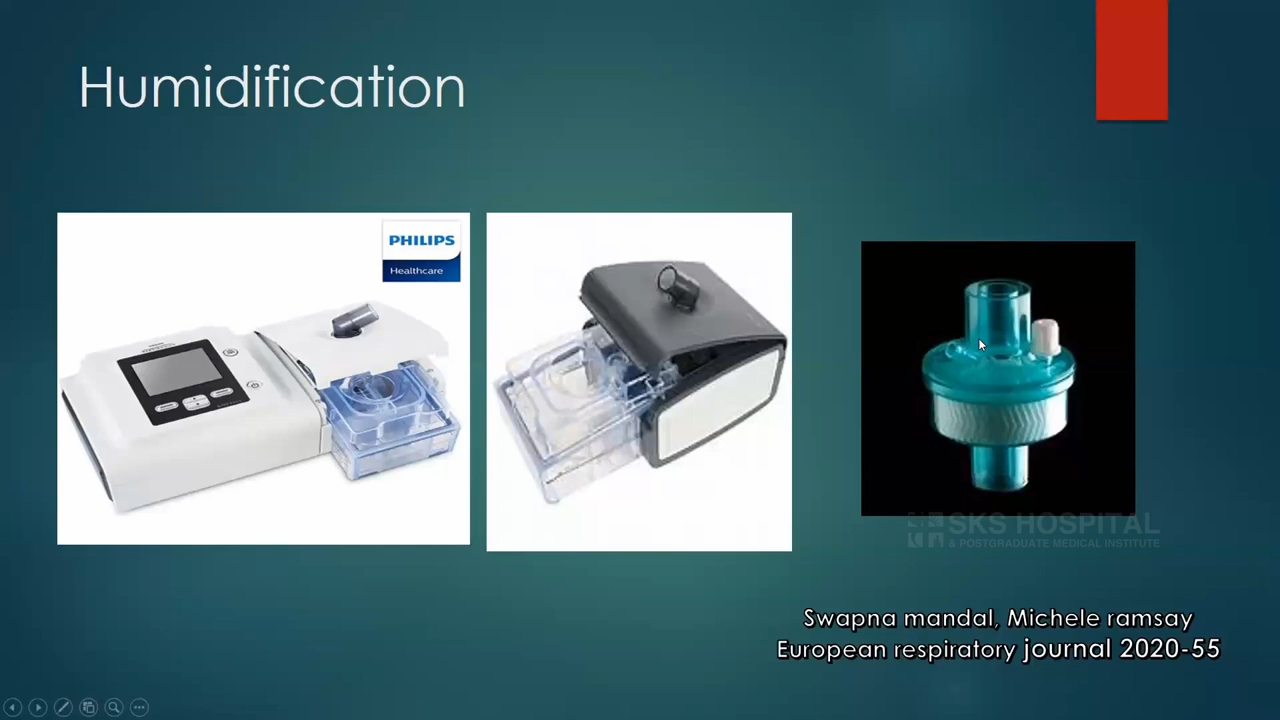 Humidification
PHILIPS
Healthcare
SKS HOSPITAL
& POSTGRADUATE MEDICAL INSTITUTE
Swapna mandal, Michele ramsay
European respiratory journal 2020-55